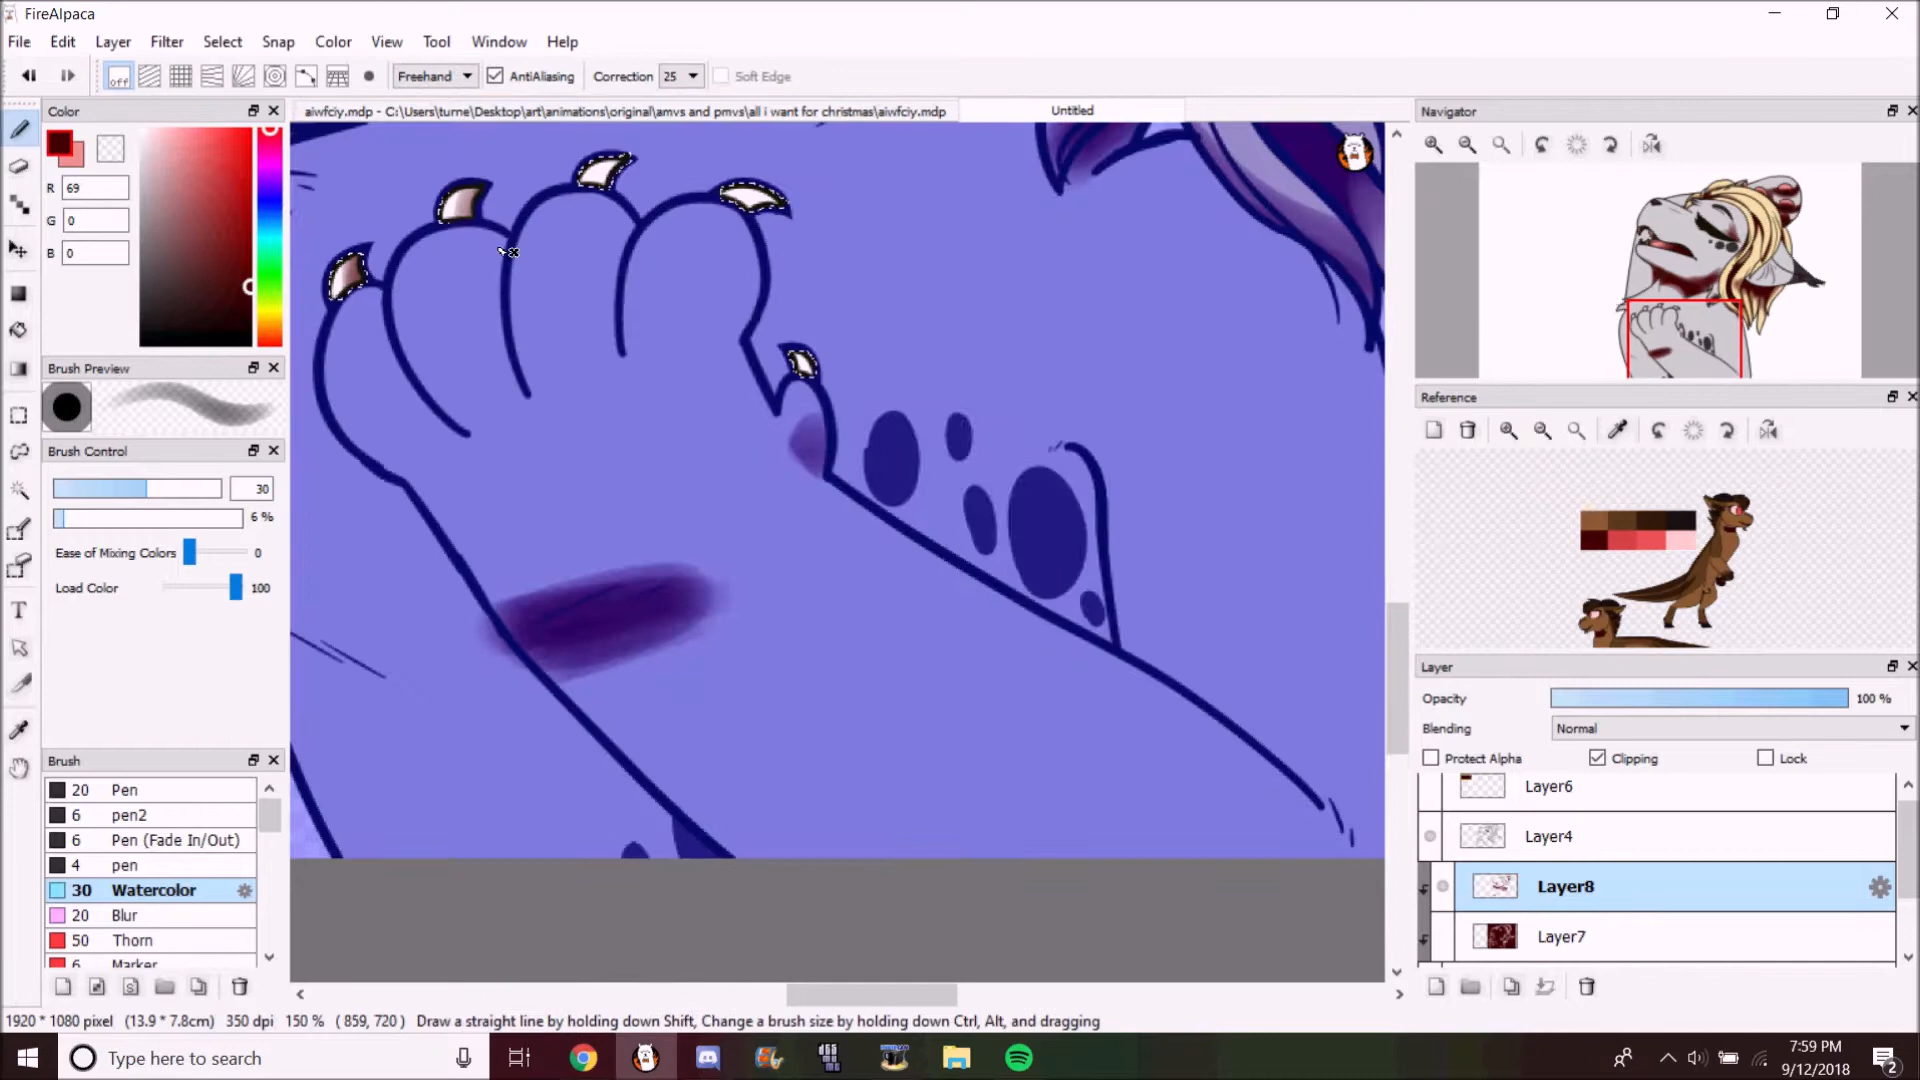 FireAlpaca
File Edit Layer Filter Select Snap Color View Tool Window Help
off Freehand AntiAliasing Correction 25 Soft Edge
Color aiwfciy.mdp - C:\Users\turne\Desktop\art\animations\original\amvs and pmvs\all i want for christmas\aiwfciy.mdp Untitled Navigator
R 69
G 0
B 0
Brush Preview
Reference
Brush Control
30
6 %
Ease of Mixing Colors 0
Load Color 100
Layer
Opacity 100 %
Blending Normal
Protect Alpha Clipping Lock
Brush
20 Pen
6 pen2
6 Pen (Fade In/Out)
4 pen
30 Watercolor
20 Blur
50 Thorn
6 Marker
Layer6
Layer4
Layer8
Layer7
1920 * 1080 pixel (13.9 * 7.8cm) 350 dpi 150 % ( 859, 720 ) Draw a straight line by holding down Shift, Change a brush size by holding down Ctrl, Alt, and dragging
Type here to search
7:59 PM
9/12/2018
2